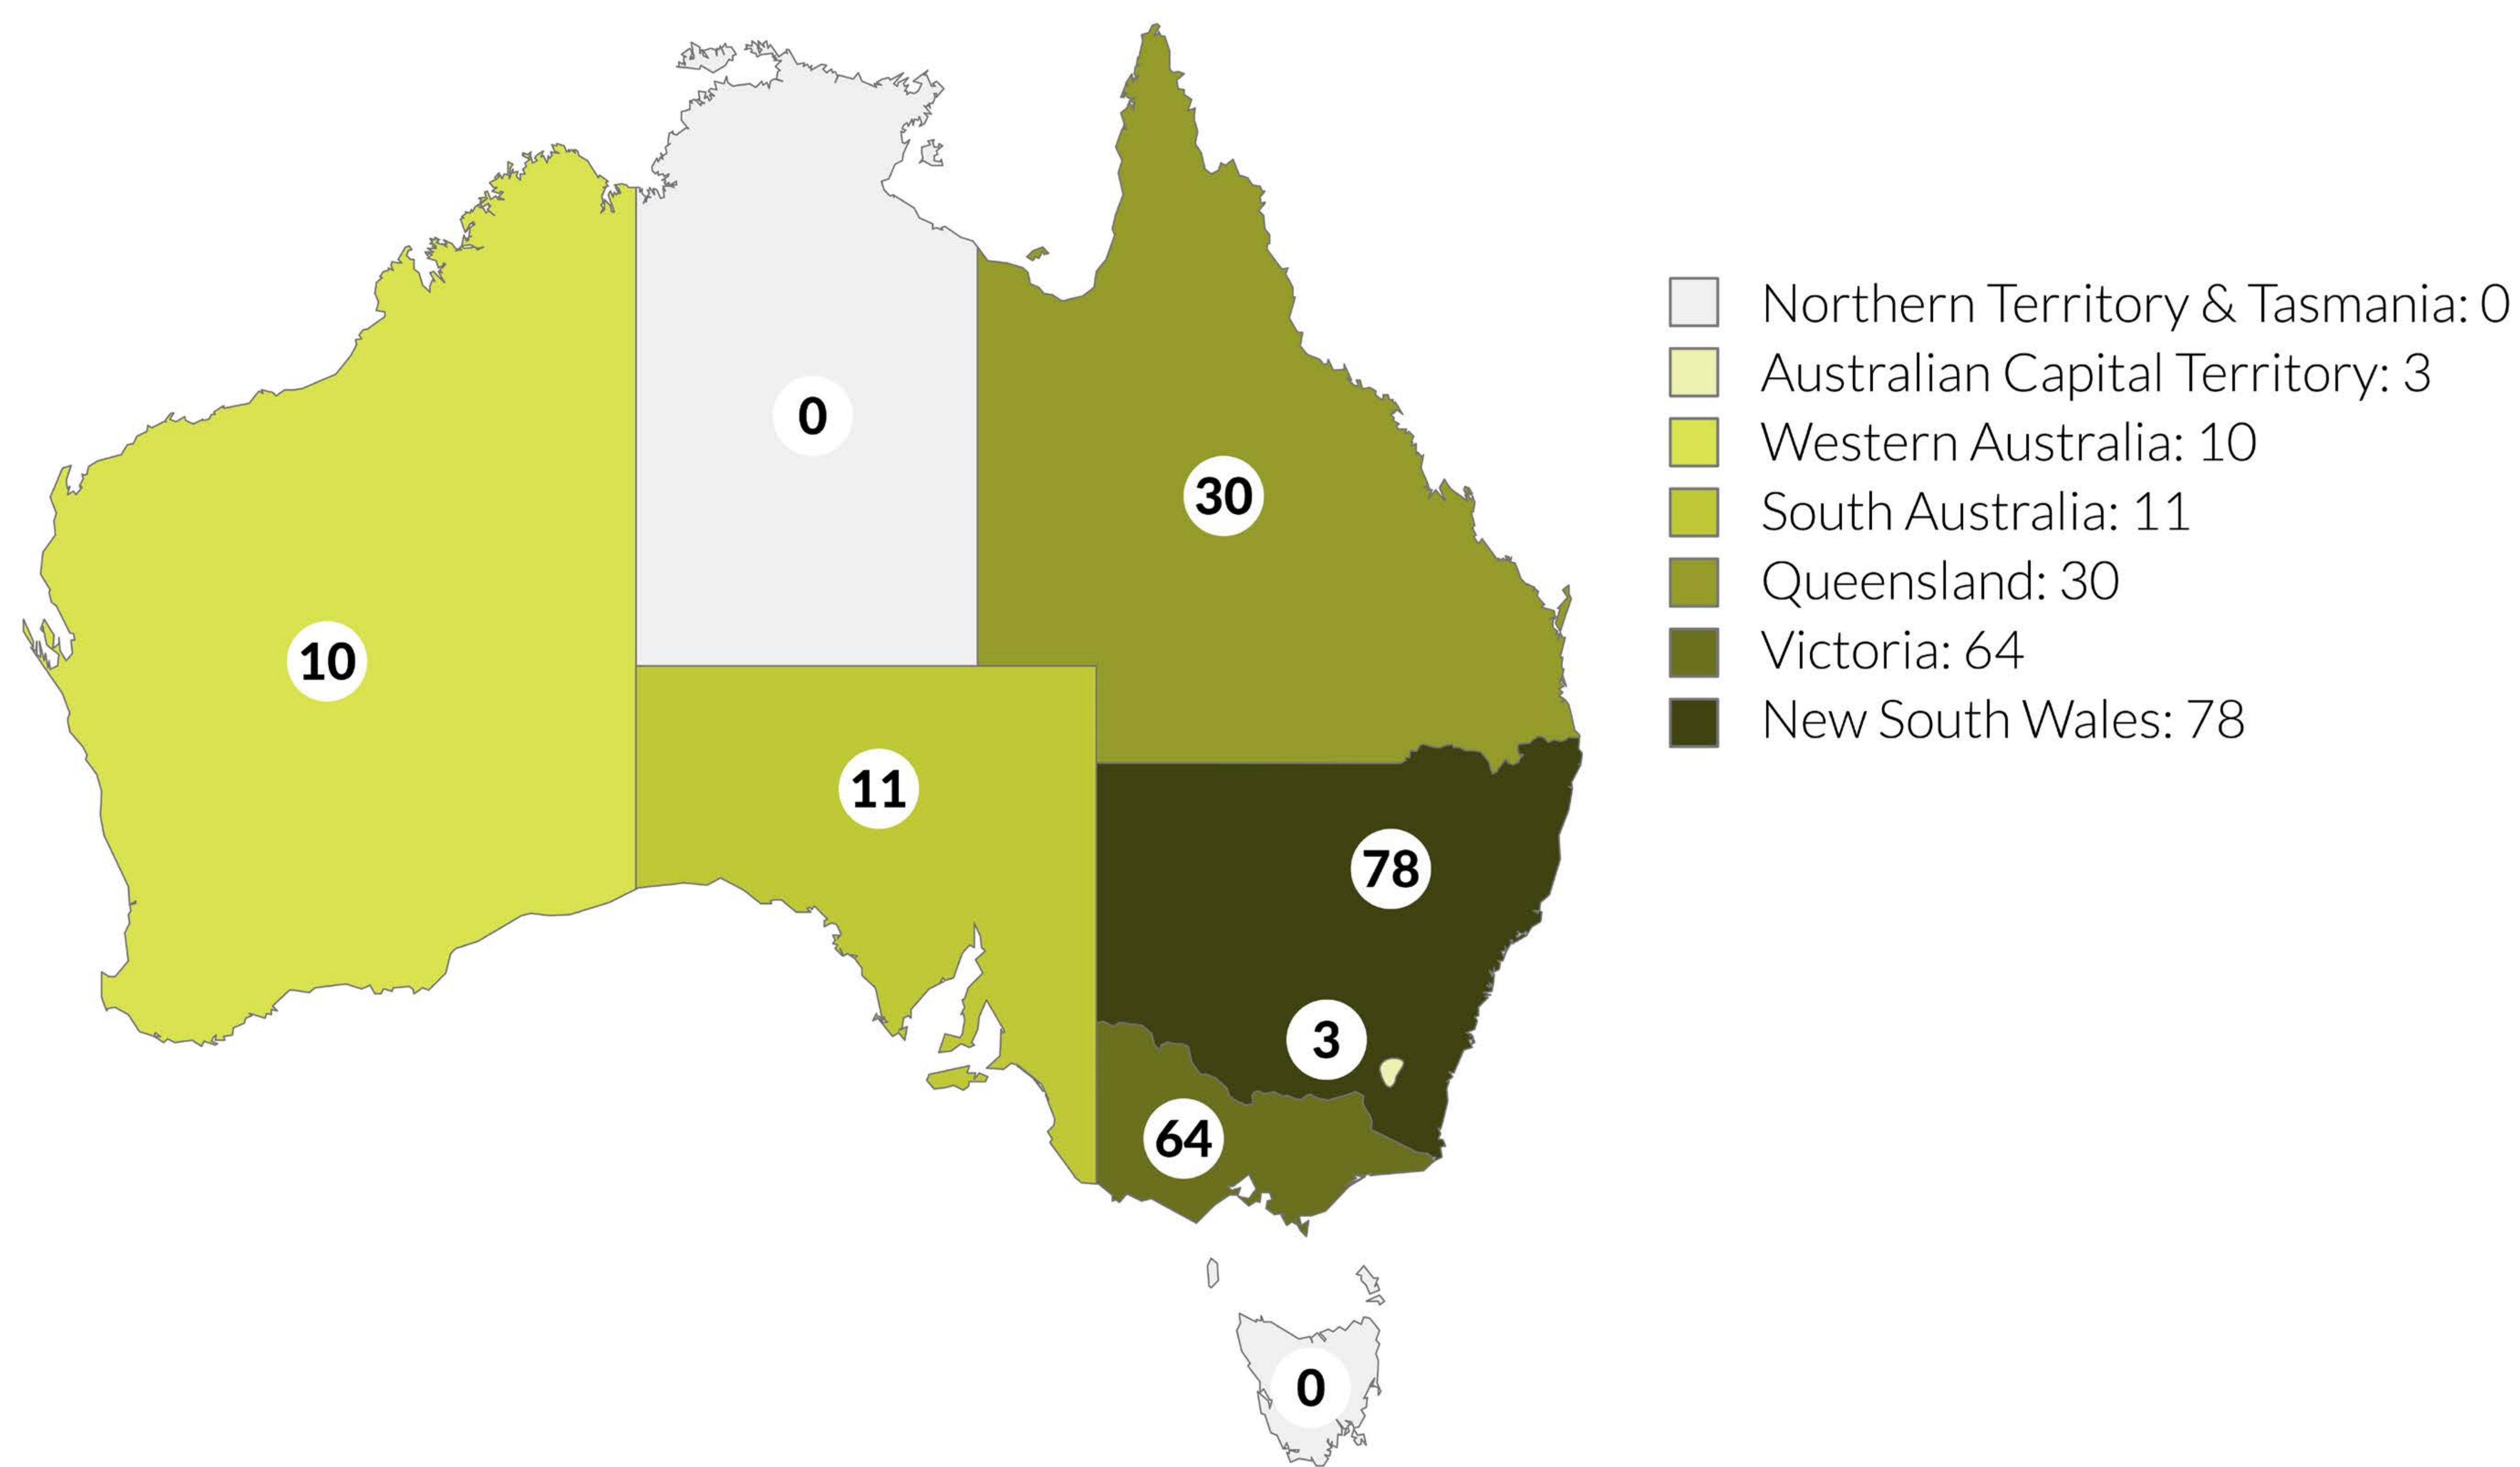 0
30
10
11
78
3
64
0
Northern Territory & Tasmania: 0
Australian Capital Territory: 3
Western Australia: 10
South Australia: 11
Queensland: 30
Victoria: 64
New South Wales: 78